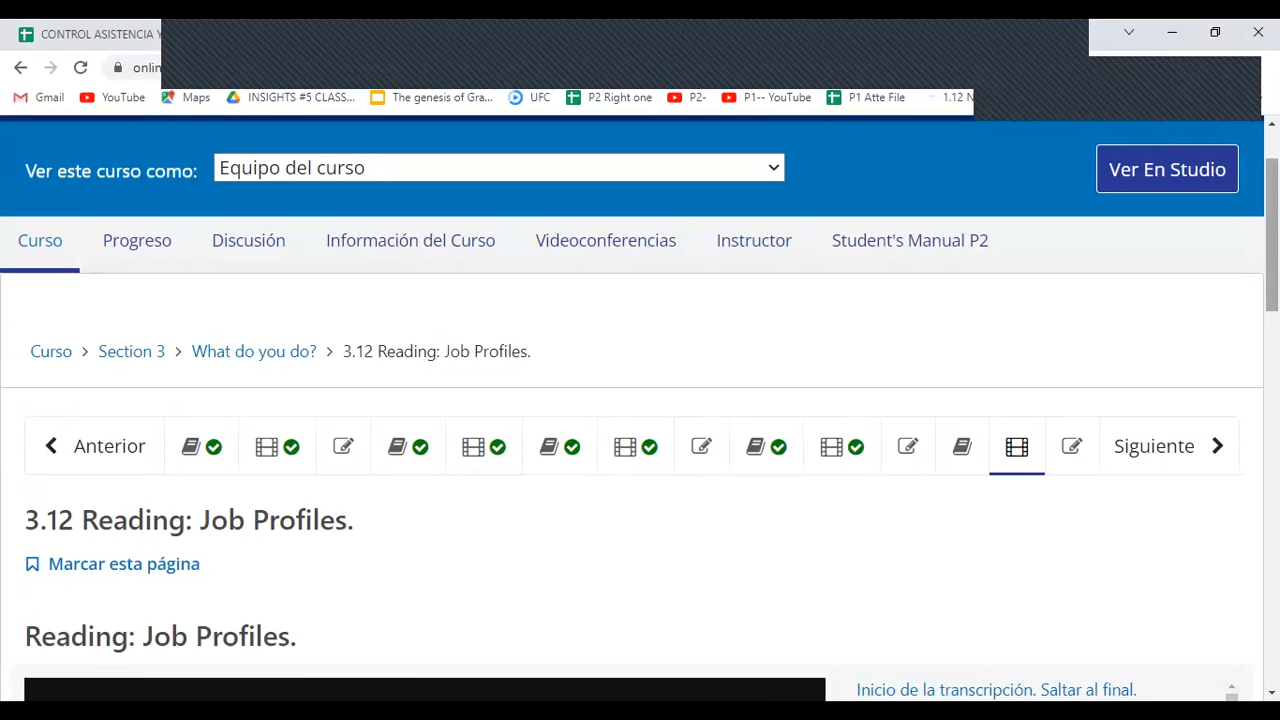 CONTROL ASISTENCIA Y
onlin
Gmail YouTube Maps INSIGHTS #5 CLASS... The genesis of Gra... UFC P2 Right one P2- P1-- YouTube P1 Atte File 1.12 N
Ver este curso como: Equipo del curso Ver En Studio
Curso Progreso Discusión Información del Curso Videoconferencias Instructor Student's Manual P2
Curso > Section 3 > What do you do? > 3.12 Reading: Job Profiles.
Anterior Siguiente
3.12 Reading: Job Profiles.
Marcar esta página
Reading: Job Profiles.
Inicio de la transcripción. Saltar al final.